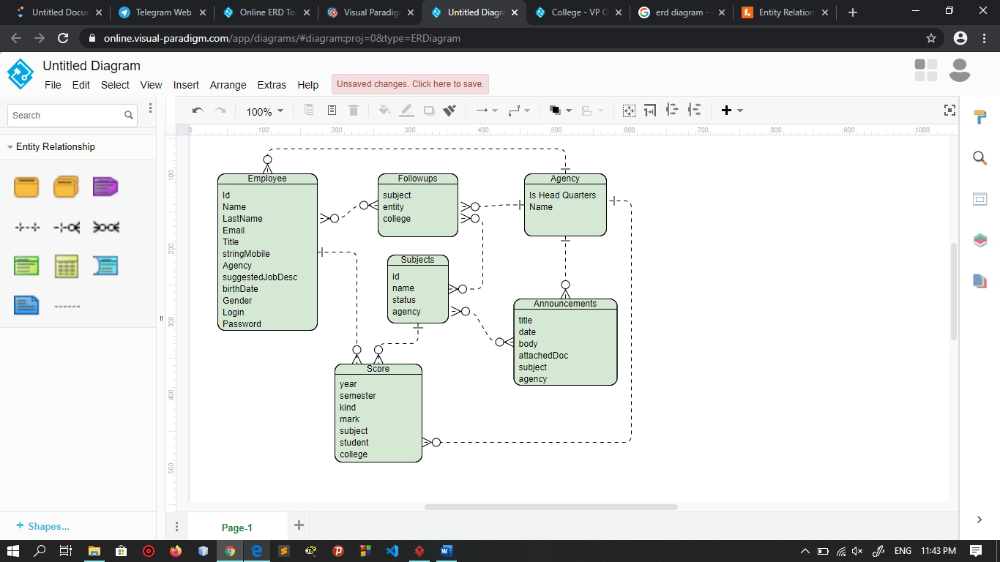 Untitled Docur
Telegram Web
Online ERD Too
Visual Paradigm
Untitled Diagra
College - VP O
erd diagram -
Entity Relation
online.visual-paradigm.com/app/diagrams/#diagram:proj=0&type=ERDiagram
Untitled Diagram
File Edit Select View Insert Arrange Extras Help
Unsaved changes. Click here to save.
Search
100%
Entity Relationship
0 100 200 300 400 500 600 700 800 900 1000
100
200
300
400
500
Employee
Id
Name
LastName
Email
Title
stringMobile
Agency
suggestedJobDesc
birthDate
Gender
Login
Password
Followups
subject
entity
college
Agency
Is Head Quarters
Name
Subjects
id
name
status
agency
Announcements
title
date
body
attachedDoc
subject
agency
Score
year
semester
kind
mark
subject
student
college
+ Shapes...
Page-1
ENG 11:43 PM